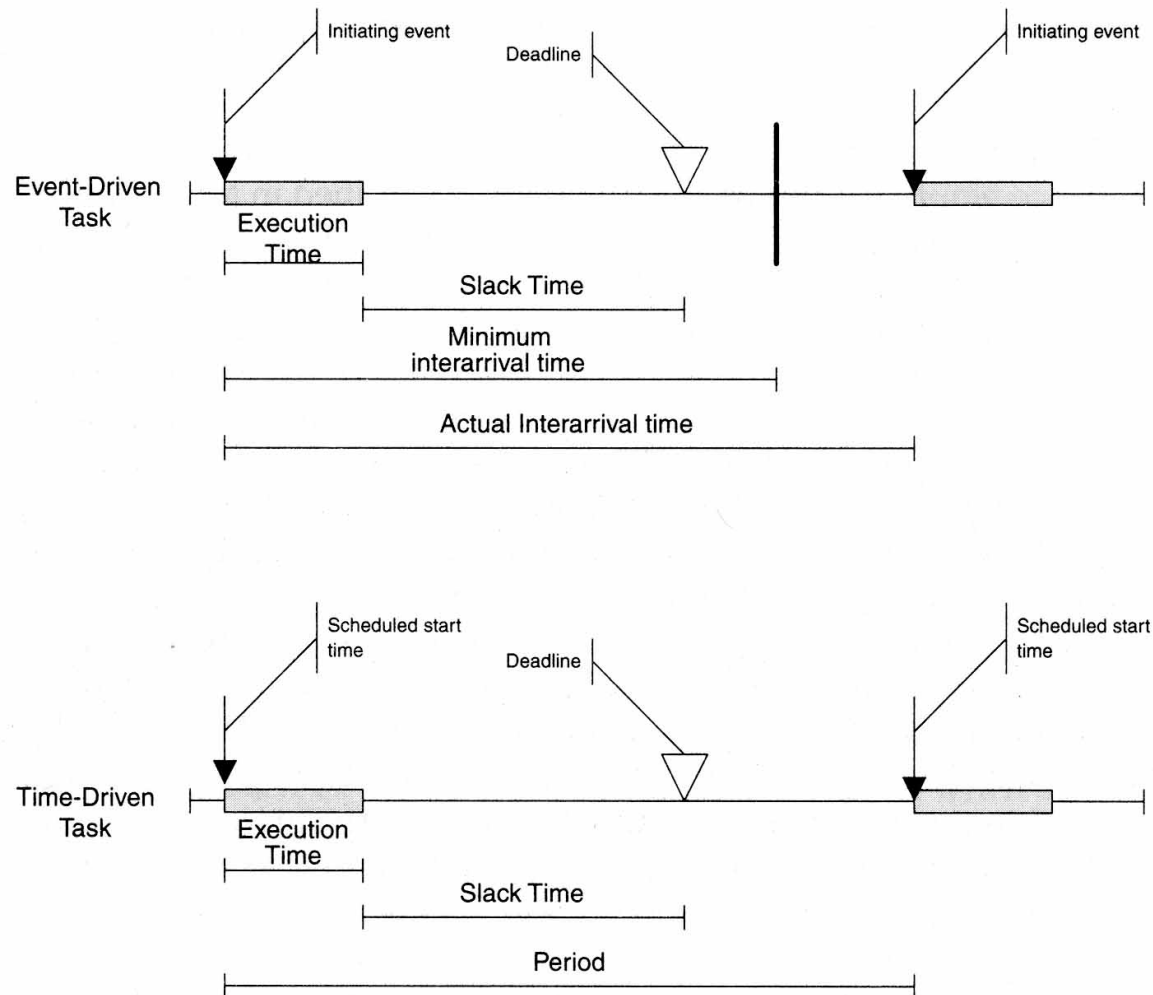 Initiating event
Initiating event
Deadline
Event-Driven
Task
Execution
Time
Slack Time
Minimum
interarrival time
Actual Interarrival time
Scheduled start
time
Scheduled start
time
Deadline
Time-Driven
Task
Execution
Time
Slack Time
Period